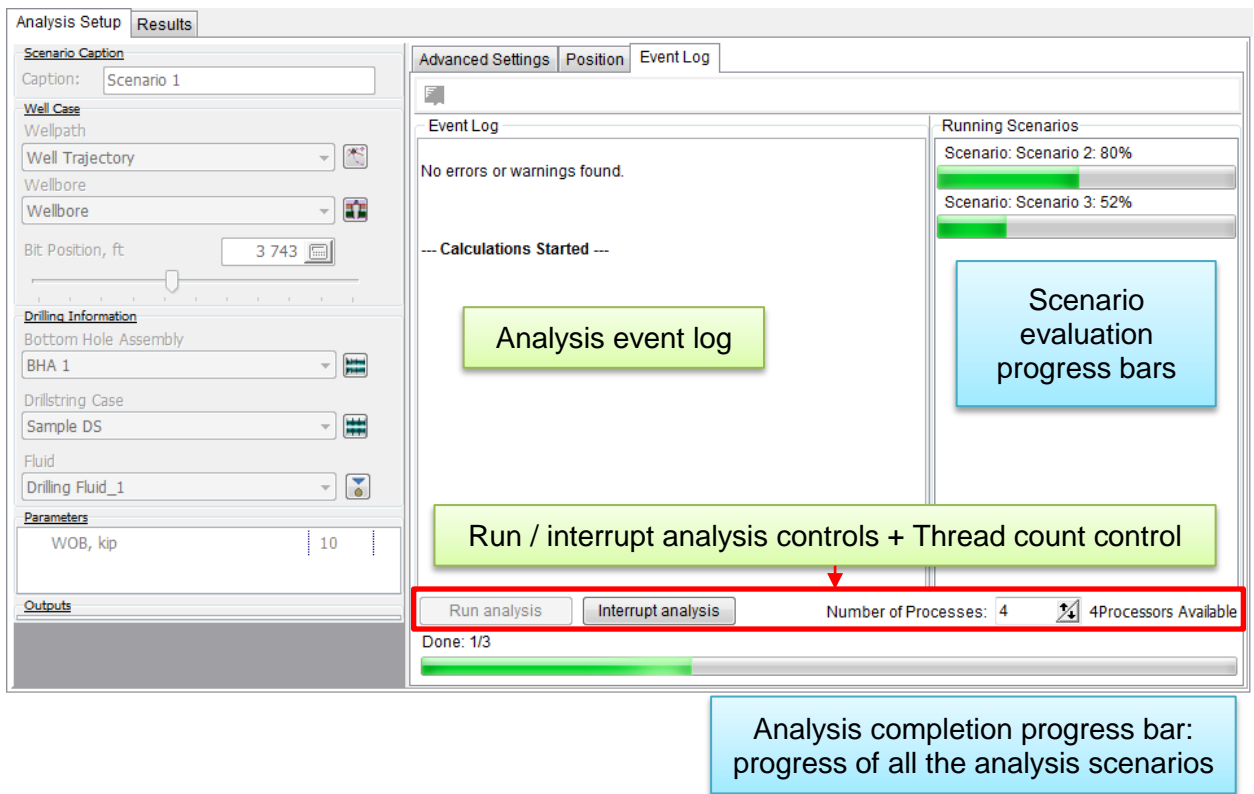 Analysis Setup Results
Scenario Caption
Caption: Scenario 1
Well Case
Wellpath
Well Trajectory
Wellbore
Wellbore
Bit Position, ft 3 743
Drilling Information
Bottom Hole Assembly
BHA 1
Drillstring Case
Sample DS
Fluid
Drilling Fluid_1
Parameters
WOB, kip 10
Outputs
Advanced Settings Position Event Log
Event Log
No errors or warnings found.
--- Calculations Started ---
Analysis event log
Running Scenarios
Scenario: Scenario 2: 80%
Scenario: Scenario 3: 52%
Scenario
evaluation
progress bars
Run / interrupt analysis controls + Thread count control
Run analysis Interrupt analysis Number of Processes: 4 4Processors Available
Done: 1/3
Analysis completion progress bar:
progress of all the analysis scenarios